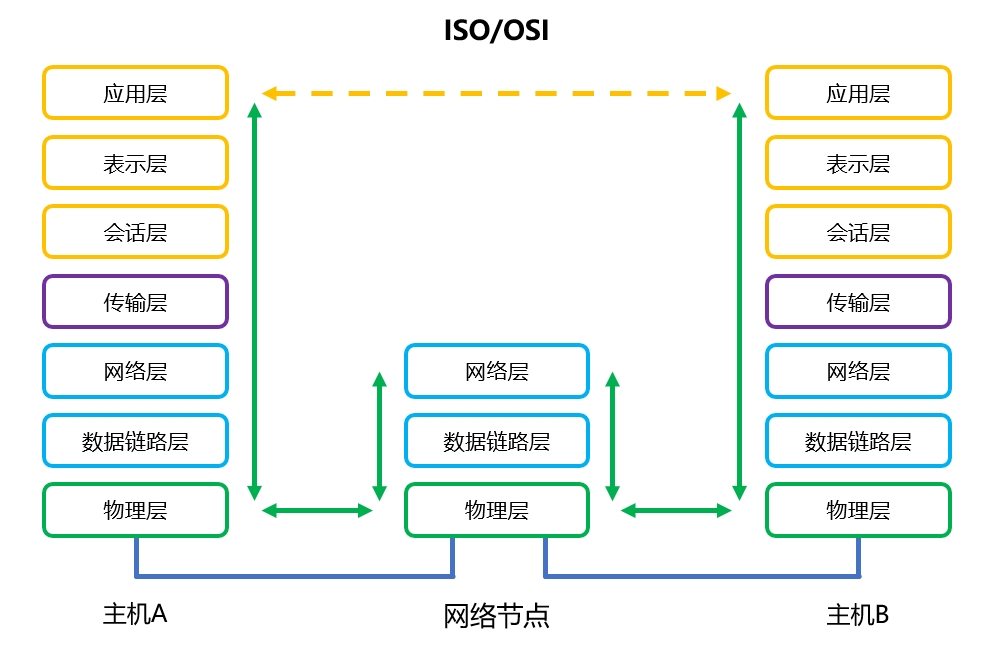 ISO/OSI
应用层
表示层
会话层
传输层
网络层
数据链路层
物理层
主机A
网络层
数据链路层
物理层
网络节点
应用层
表示层
会话层
传输层
网络层
数据链路层
物理层
主机B